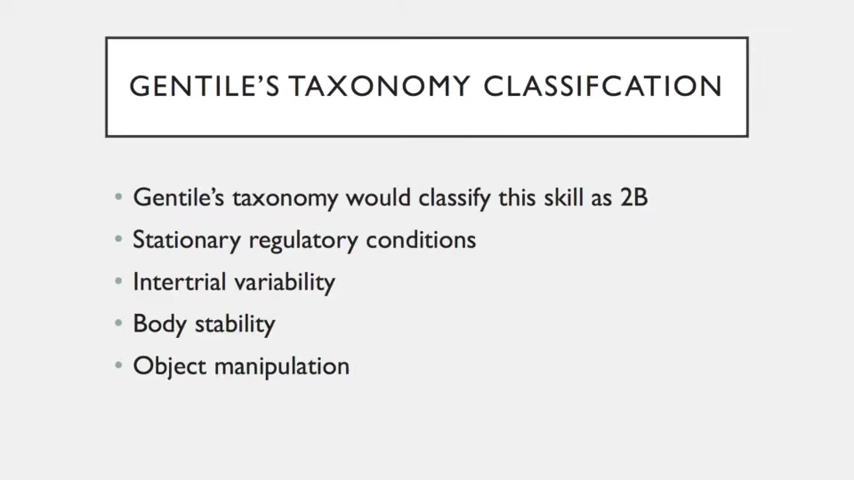 GENTILE'S TAXONOMY CLASSIFCATION
• Gentile's taxonomy would classify this skill as 2B
• Stationary regulatory conditions
• Intertrial variability
• Body stability
• Object manipulation